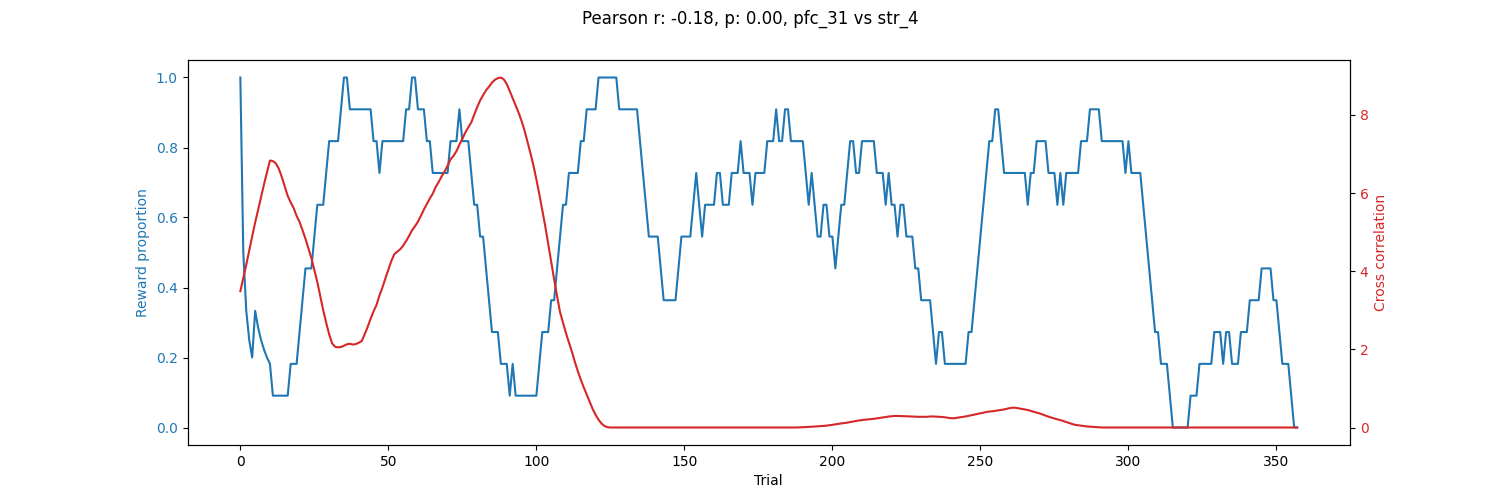 Pearson r: -0.18, p: 0.00, pfc_31 vs str_4
Reward proportion
1.0
0.8
0.6
0.4
0.2
0.0
0 50 100 150 200 250 300 350
Trial
8
6
4
2
0
Cross correlation